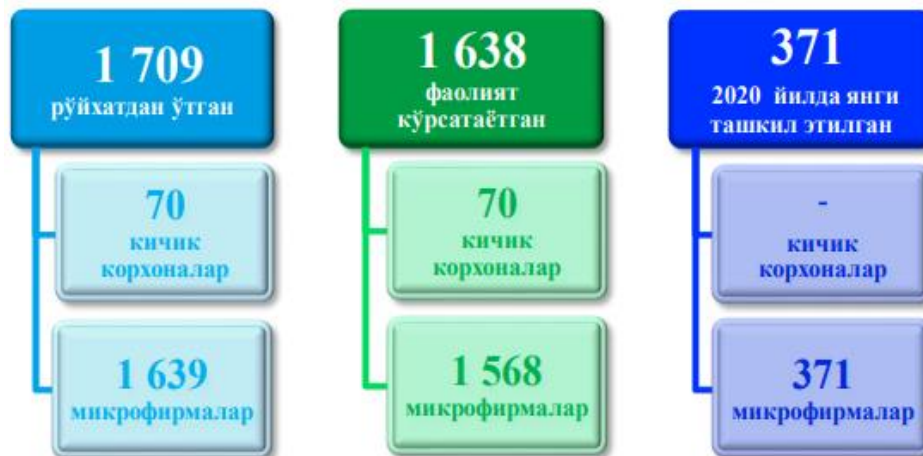 1 709
рўйхатдан ўтган
70
кичик
корхоналар
1 639
микрофирмалар
1 638
фаолият
кўрсатаётган
70
кичик
корхоналар
1 568
микрофирмалар
371
2020 йилда янги
ташкил этилган
-
кичик
корхоналар
371
микрофирмалар